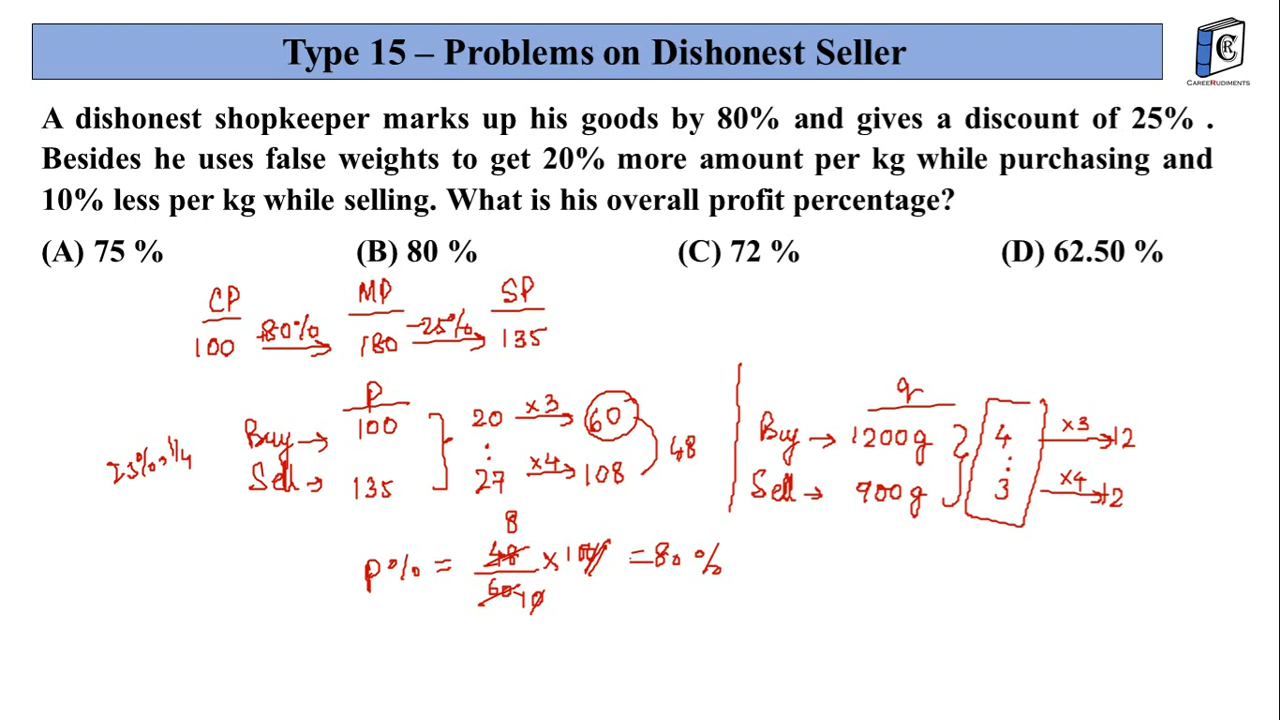 Type 15 – Problems on Dishonest Seller
CR
CAREERUDIMENTS
A dishonest shopkeeper marks up his goods by 80% and gives a discount of 25% .
Besides he uses false weights to get 20% more amount per kg while purchasing and
10% less per kg while selling. What is his overall profit percentage?
(A) 75 % (B) 80 % (C) 72 % (D) 62.50 %
CP MP SP
100 +80% → 180 -25% → 135
P q
Buy → 100 20 ×3 → 60 Buy → 1200g 4 ×3 → 12
: 48 :
25%, 1/4 Sell → 135 27 ×4 → 108 Sell → 900g 3 ×4 → 12
8
P% = 48/60 × 100 = 80 %
10